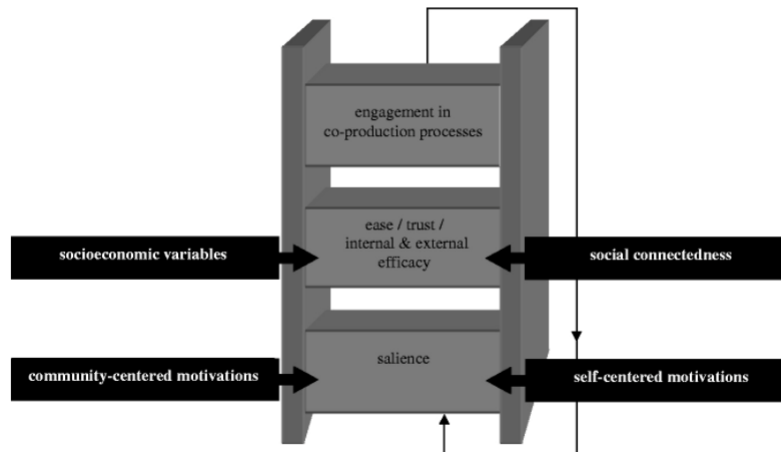 engagement in
co-production processes
ease / trust /
internal & external
efficacy
socioeconomic variables
social connectedness
salience
community-centered motivations
self-centered motivations